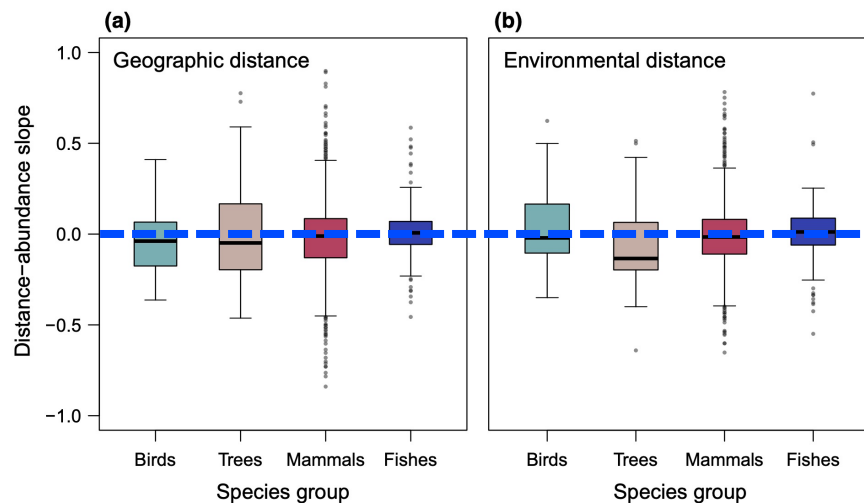 (a)
Geographic distance
Distance−abundance slope
1.0
0.5
0.0
−0.5
−1.0
Birds Trees Mammals Fishes
Species group
(b)
Environmental distance
Birds Trees Mammals Fishes
Species group